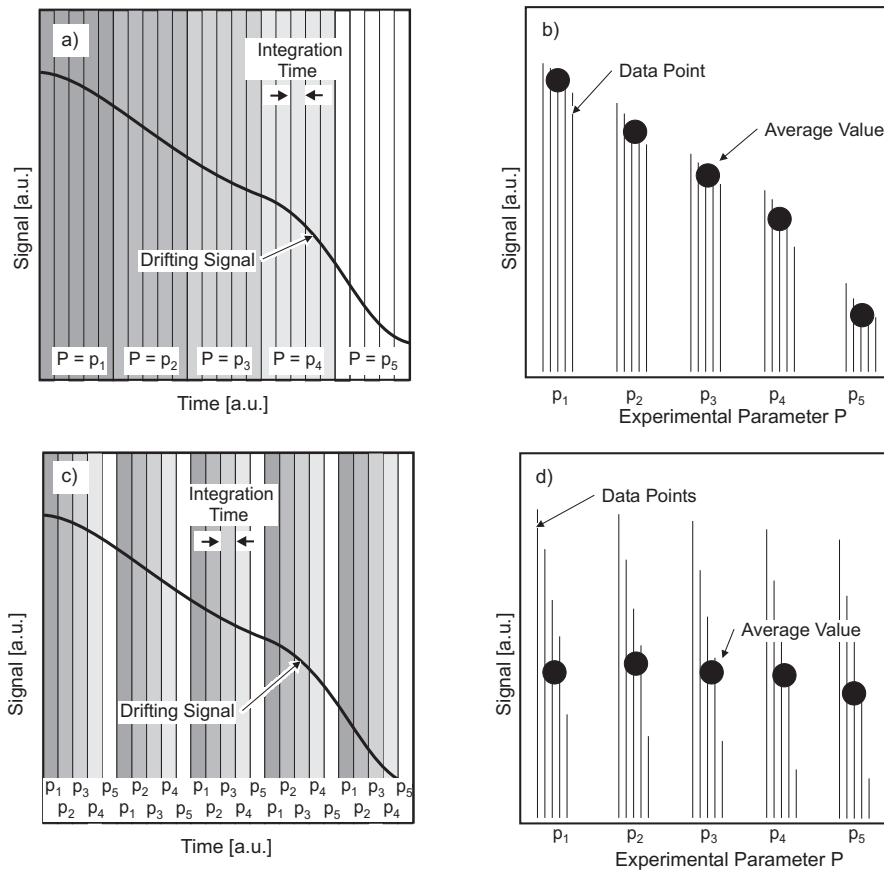 a)
Integration
Time
Drifting Signal
Signal [a.u.]
P = p1 P = p2 P = p3 P = p4 P = p5
Time [a.u.]
b)
Data Point
Average Value
Signal [a.u.]
p1 p2 p3 p4 p5
Experimental Parameter P
c)
Integration
Time
Drifting Signal
Signal [a.u.]
p1 p3 p5 p2 p4 p1 p3 p5 p2 p4 p1 p3 p5
p2 p4 p1 p3 p5 p2 p4 p1 p3 p5 p2 p4
Time [a.u.]
d)
Data Points
Average Value
Signal [a.u.]
p1 p2 p3 p4 p5
Experimental Parameter P